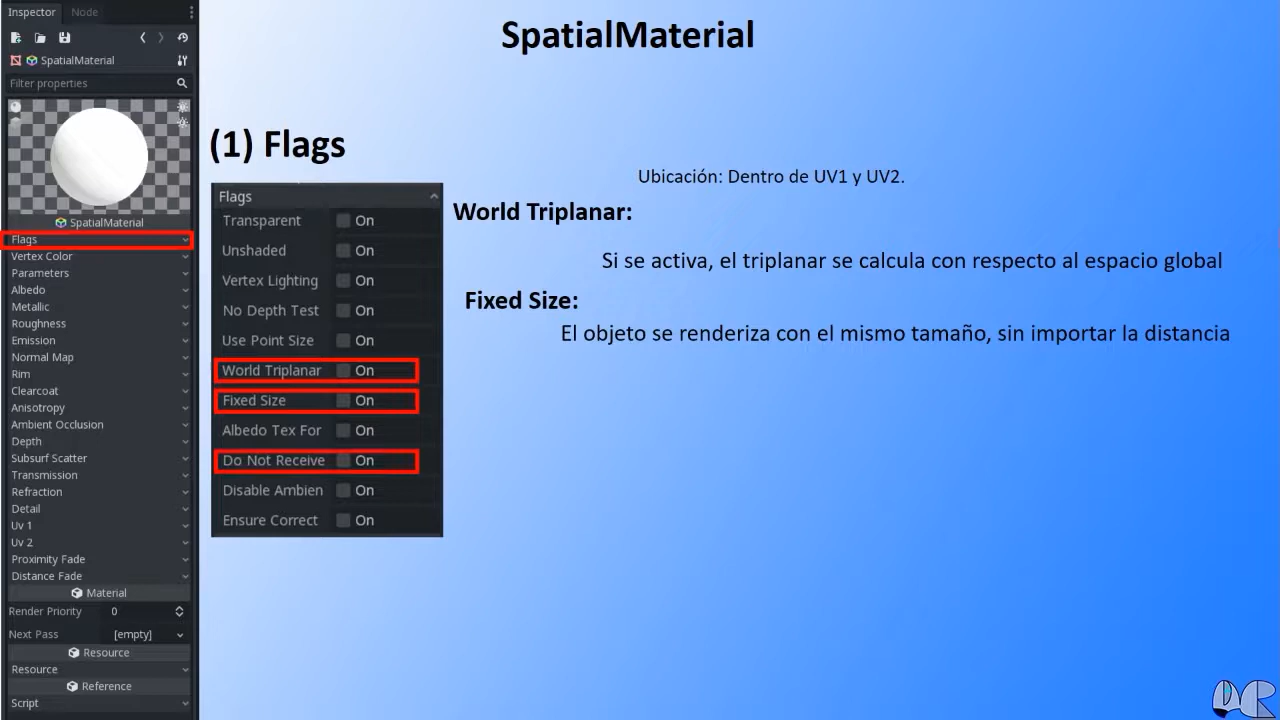 Inspector
Node
SpatialMaterial
Filter properties
SpatialMaterial
Flags
Vertex Color
Parameters
Albedo
Metallic
Roughness
Emission
Normal Map
Rim
Clearcoat
Anisotropy
Ambient Occlusion
Depth
Subsurf Scatter
Transmission
Refraction
Detail
Uv 1
Uv 2
Proximity Fade
Distance Fade
Material
Render Priority 0
Next Pass [empty]
Resource
Resource
Reference
Script
SpatialMaterial
(1) Flags
Flags
Transparent On
Unshaded On
Vertex Lighting On
No Depth Test On
Use Point Size On
World Triplanar On
Fixed Size On
Albedo Tex For On
Do Not Receive On
Disable Ambien On
Ensure Correct On
Ubicación: Dentro de UV1 y UV2.
World Triplanar:
Si se activa, el triplanar se calcula con respecto al espacio global
Fixed Size:
El objeto se renderiza con el mismo tamaño, sin importar la distancia